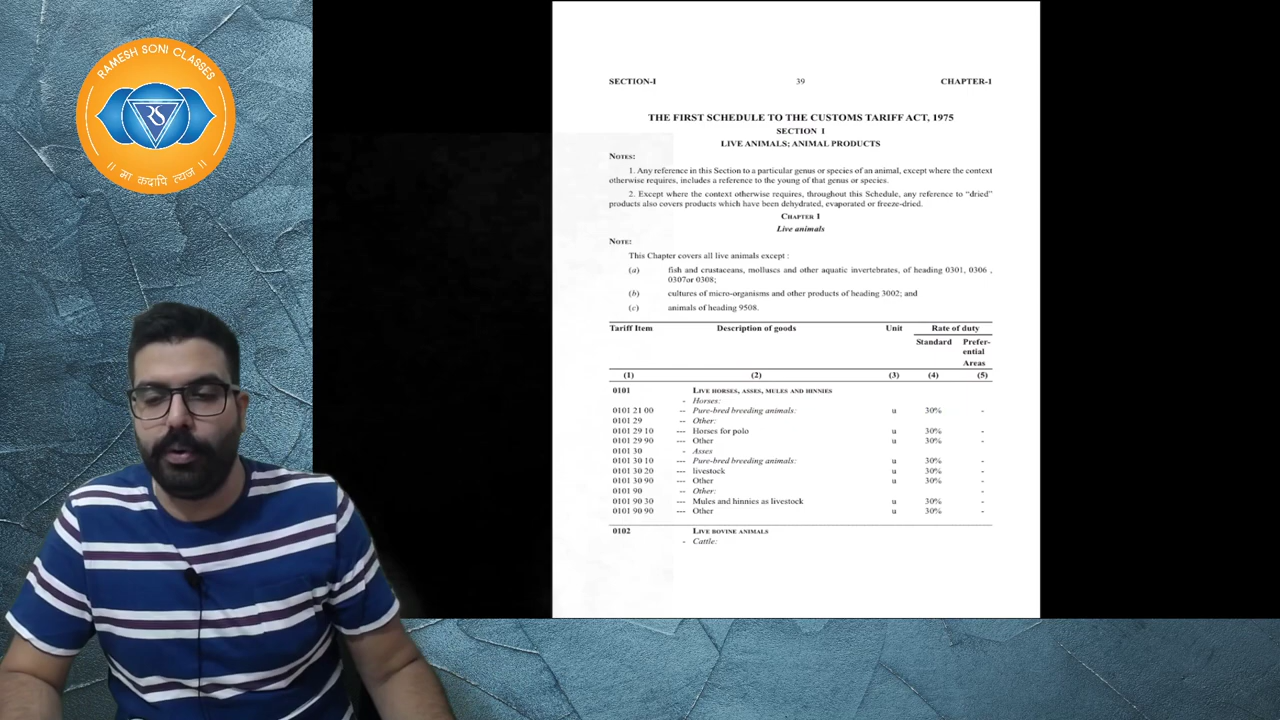 RAMESH SONI CLASSES
॥ मा कदापि त्यज ॥
SECTION-I 39 CHAPTER-1
THE FIRST SCHEDULE TO THE CUSTOMS TARIFF ACT, 1975
SECTION 1
LIVE ANIMALS; ANIMAL PRODUCTS
NOTES:
1. Any reference in this Section to a particular genus or species of an animal, except where the context
otherwise requires, includes a reference to the young of that genus or species.
2. Except where the context otherwise requires, throughout this Schedule, any reference to “dried”
products also covers products which have been dehydrated, evaporated or freeze-dried.
CHAPTER 1
Live animals
NOTE:
This Chapter covers all live animals except :
(a) fish and crustaceans, molluscs and other aquatic invertebrates, of heading 0301, 0306 ,
0307or 0308;
(b) cultures of micro-organisms and other products of heading 3002; and
(c) animals of heading 9508.
Tariff Item Description of goods Unit Rate of duty
Standard Prefer-
ential
Areas
(1) (2) (3) (4) (5)
0101 LIVE HORSES, ASSES, MULES AND HINNIES
- Horses:
0101 21 00 -- Pure-bred breeding animals: u 30% -
0101 29 -- Other:
0101 29 10 --- Horses for polo u 30% -
0101 29 90 --- Other u 30% -
0101 30 - Asses -
0101 30 10 --- Pure-bred breeding animals: u 30% -
0101 30 20 --- livestock u 30% -
0101 30 90 --- Other u 30% -
0101 90 -- Other: -
0101 90 30 --- Mules and hinnies as livestock u 30% -
0101 90 90 --- Other u 30% -
0102 LIVE BOVINE ANIMALS
- Cattle: